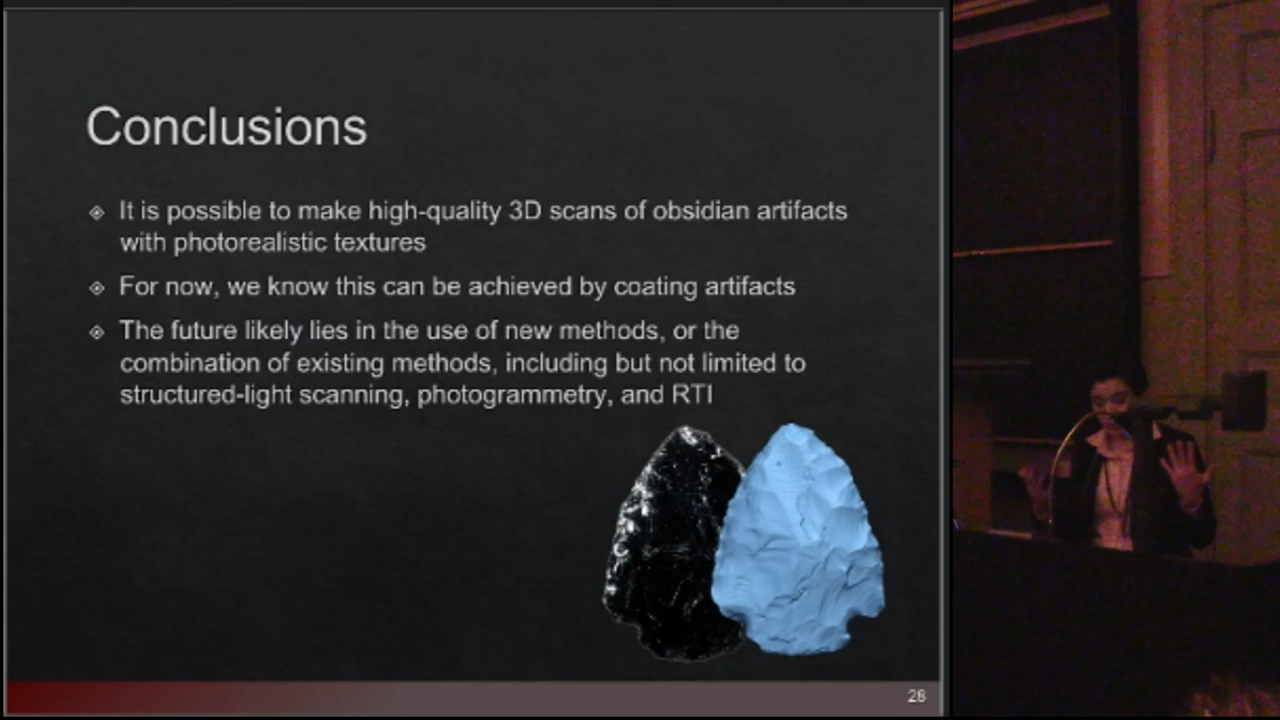 Conclusions
It is possible to make high-quality 3D scans of obsidian artifacts
with photorealistic textures
For now, we know this can be achieved by coating artifacts
The future likely lies in the use of new methods, or the
combination of existing methods, including but not limited to
structured-light scanning, photogrammetry, and RTI
28